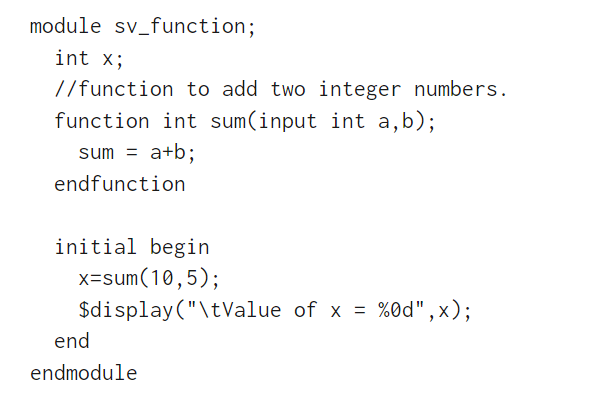 module sv_function;
  int x;
  //function to add two integer numbers.
  function int sum(input int a,b);
    sum = a+b;
  endfunction

  initial begin
    x=sum(10,5);
    $display("\tValue of x = %0d",x);
  end
endmodule